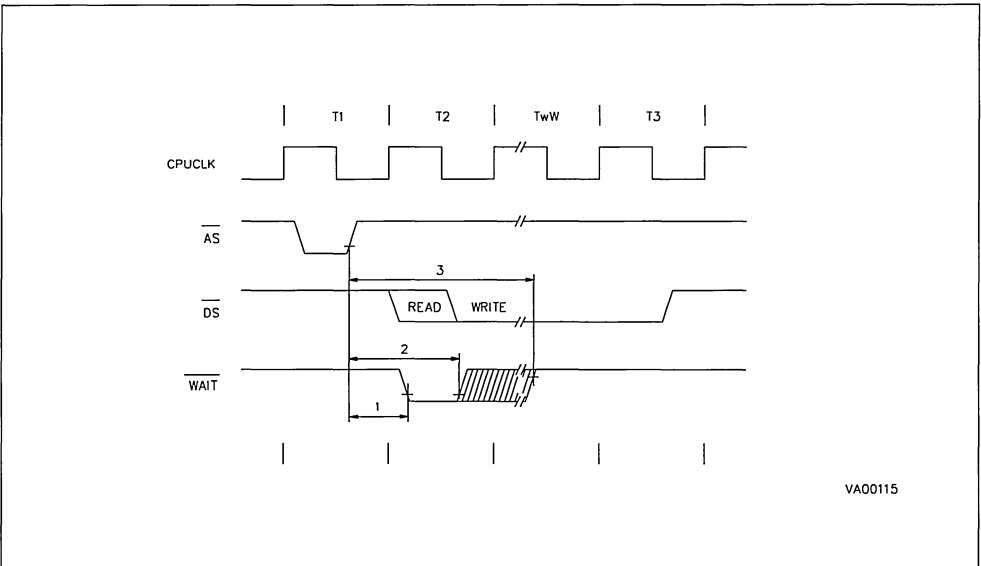 T1 T2 TwW T3
CPUCLK
AS
3
DS READ WRITE
2
WAIT
1
VA00115